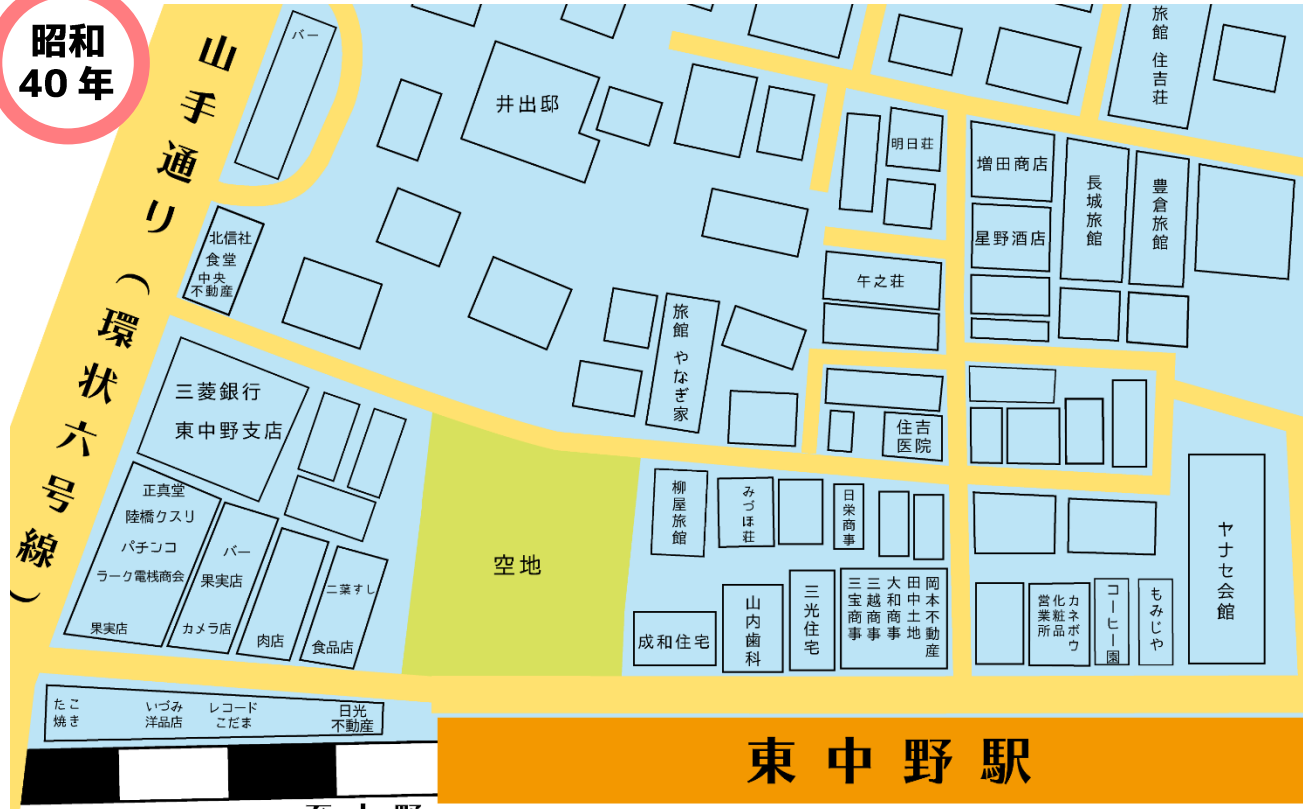 昭和
40年
山手通り(環状六号線)
バー
井出邸
旅館 住吉荘
明日荘
増田商店
長城旅館
豊倉旅館
星野酒店
北信社
食堂
中央
不動産
午之荘
旅館 やなぎ家
三菱銀行
東中野支店
住吉
医院
正真堂
陸橋クスリ
パチンコ
ラーク電桟商会
果実店
バー
果実店
カメラ店
肉店
二葉すし
食品店
空地
柳屋旅館
みづほ荘
日栄商事
成和住宅
山内歯科
三光住宅
岡本不動産
田中土地
大和商事
三越商事
三宝商事
カネボウ
化粧品
営業所
コーヒー園
もみじや
ヤナセ会館
たこ
焼き
いづみ
洋品店
レコード
こだま
日光
不動産
東中野駅